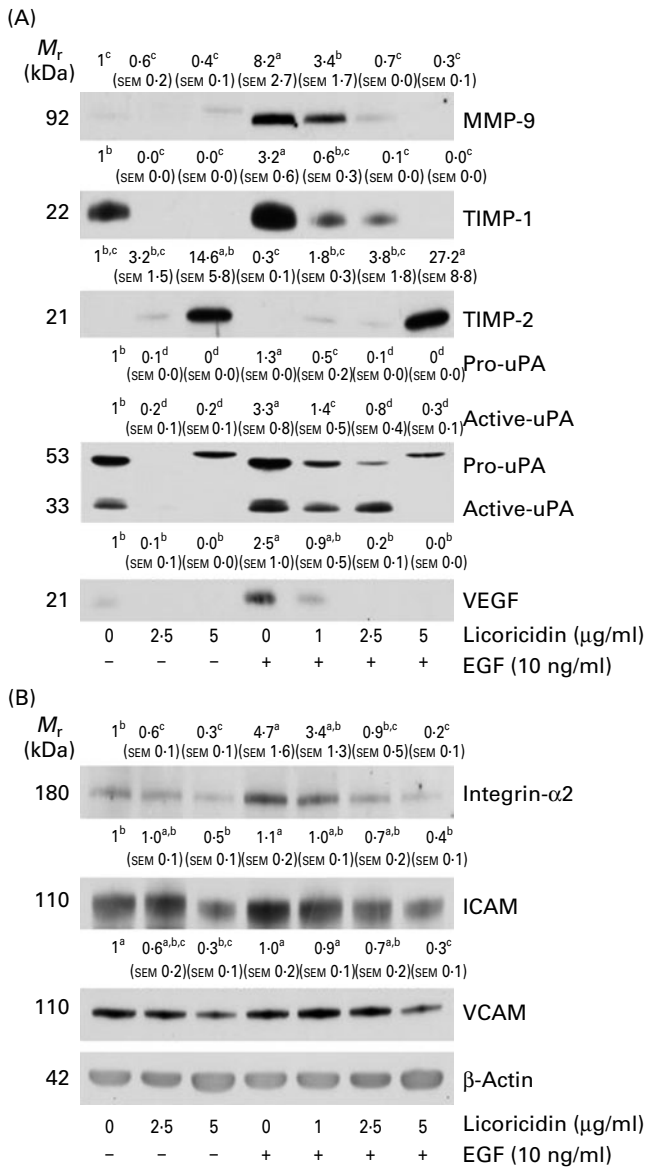 (A)
Mr (kDa)
1c 0·6c 0·4c 8·2a 3·4b 0·7c 0·3c
(SEM 0·2) (SEM 0·1) (SEM 2·7) (SEM 1·7) (SEM 0·0) (SEM 0·1)
92 MMP-9
1b 0·0c 0·0c 3·2a 0·6b,c 0·1c 0·0c
(SEM 0·0) (SEM 0·0) (SEM 0·6) (SEM 0·3) (SEM 0·0) (SEM 0·0)
22 TIMP-1
1b,c 3·2b,c 14·6a,b 0·3c 1·8b,c 3·8b,c 27·2a
(SEM 1·5) (SEM 5·8) (SEM 0·1) (SEM 0·3) (SEM 1·8) (SEM 8·8)
21 TIMP-2
1b 0·1d 0d 1·3a 0·5c 0·1d 0d Pro-uPA
(SEM 0·0) (SEM 0·0) (SEM 0·0) (SEM 0·2) (SEM 0·0) (SEM 0·0)
1b 0·2d 0·2d 3·3a 1·4c 0·8d 0·3d Active-uPA
(SEM 0·1) (SEM 0·1) (SEM 0·8) (SEM 0·5) (SEM 0·4) (SEM 0·1)
53 Pro-uPA
33 Active-uPA
1b 0·1b 0·0b 2·5a 0·9a,b 0·2b 0·0b
(SEM 0·1) (SEM 0·0) (SEM 1·0) (SEM 0·5) (SEM 0·1) (SEM 0·0)
21 VEGF
0 2·5 5 0 1 2·5 5 Licoricidin (μg/ml)
– – – + + + + EGF (10 ng/ml)
(B)
Mr (kDa)
1b 0·6c 0·3c 4·7a 3·4a,b 0·9b,c 0·2c
(SEM 0·1) (SEM 0·1) (SEM 1·6) (SEM 1·3) (SEM 0·5) (SEM 0·1)
180 Integrin-α2
1b 1·0a,b 0·5b 1·1a 1·0a,b 0·7a,b 0·4b
(SEM 0·1) (SEM 0·1) (SEM 0·2) (SEM 0·1) (SEM 0·2) (SEM 0·1)
110 ICAM
1a 0·6a,b,c 0·3b,c 1·0a 0·9a 0·7a,b 0·3c
(SEM 0·2) (SEM 0·1) (SEM 0·2) (SEM 0·1) (SEM 0·2) (SEM 0·1)
110 VCAM
42 β-Actin
0 2·5 5 0 1 2·5 5 Licoricidin (μg/ml)
– – – + + + + EGF (10 ng/ml)